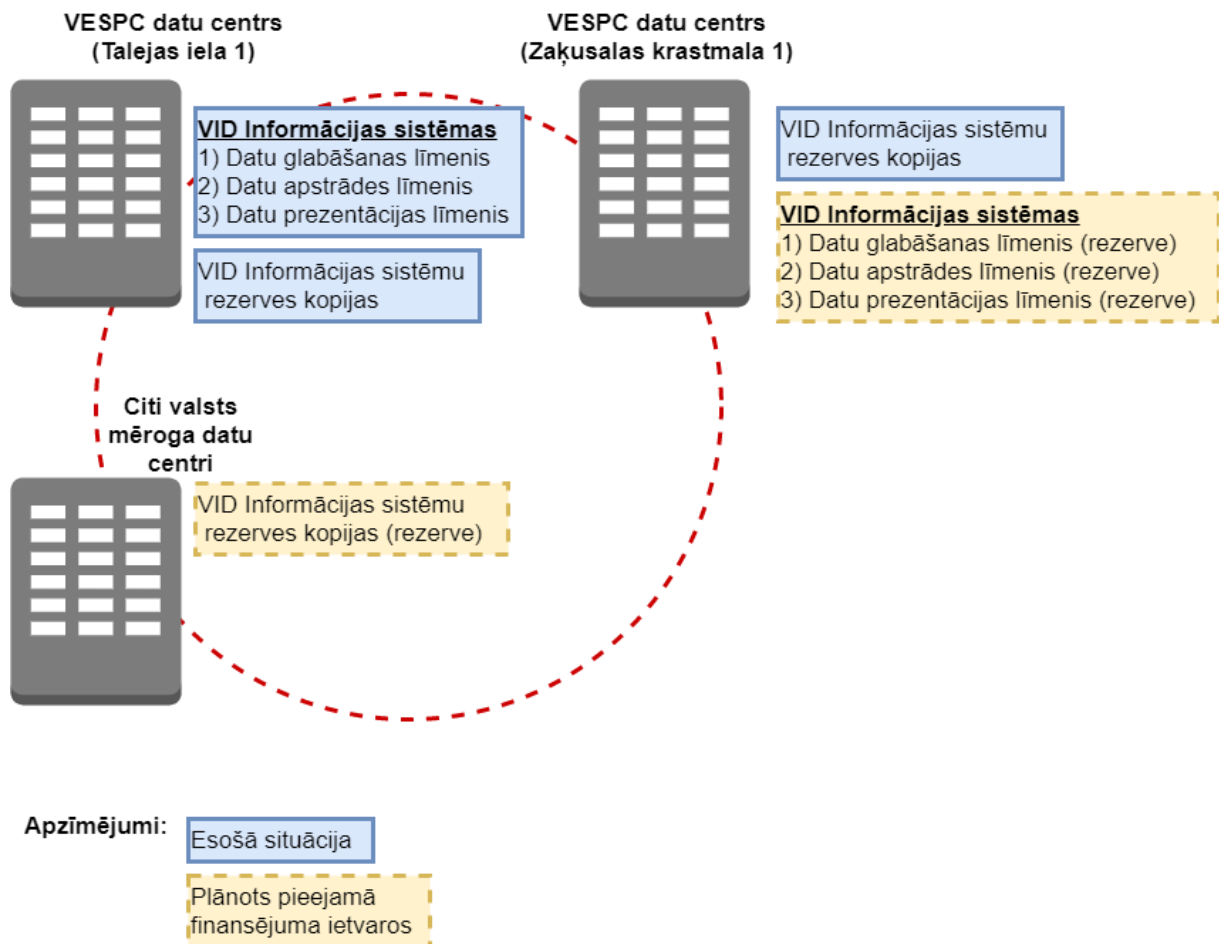 VESPC datu centrs
(Talejas iela 1)
VID Informācijas sistēmas
1) Datu glabāšanas līmenis
2) Datu apstrādes līmenis
3) Datu prezentācijas līmenis
VID Informācijas sistēmu
rezerves kopijas
VESPC datu centrs
(Zaķusalas krastmala 1)
VID Informācijas sistēmu
rezerves kopijas
VID Informācijas sistēmas
1) Datu glabāšanas līmenis (rezerve)
2) Datu apstrādes līmenis (rezerve)
3) Datu prezentācijas līmenis (rezerve)
Citi valsts
mēroga datu
centri
VID Informācijas sistēmu
rezerves kopijas (rezerve)
Apzīmējumi:
Esošā situācija
Plānots pieejamā
finansējuma ietvaros